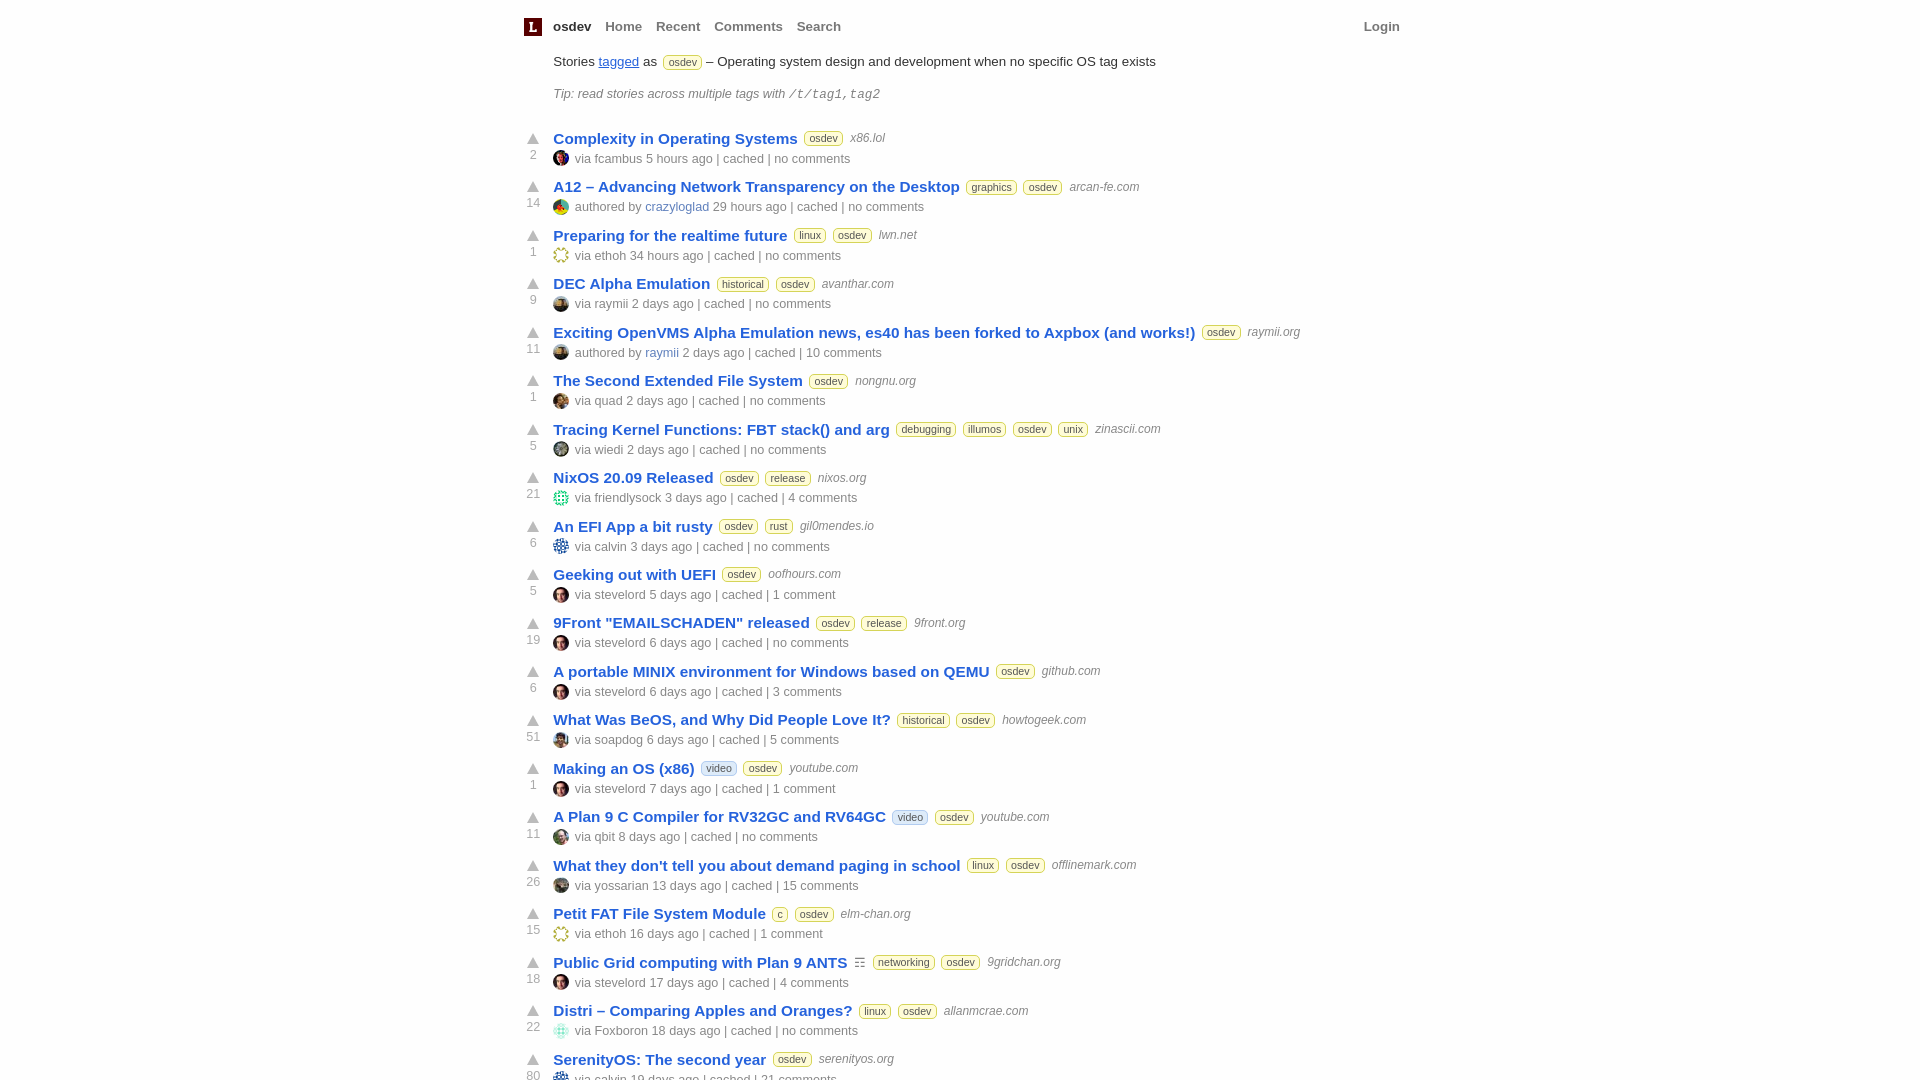 L osdev Home Recent Comments Search Login
Stories tagged as osdev – Operating system design and development when no specific OS tag exists
Tip: read stories across multiple tags with /t/tag1,tag2
Complexity in Operating Systems osdev x86.lol
2 via fcambus 5 hours ago | cached | no comments
A12 – Advancing Network Transparency on the Desktop graphics osdev arcan-fe.com
14 authored by crazyloglad 29 hours ago | cached | no comments
Preparing for the realtime future linux osdev lwn.net
1 via ethoh 34 hours ago | cached | no comments
DEC Alpha Emulation historical osdev avanthar.com
9 via raymii 2 days ago | cached | no comments
Exciting OpenVMS Alpha Emulation news, es40 has been forked to Axpbox (and works!) osdev raymii.org
11 authored by raymii 2 days ago | cached | 10 comments
The Second Extended File System osdev nongnu.org
1 via quad 2 days ago | cached | no comments
Tracing Kernel Functions: FBT stack() and arg debugging illumos osdev unix zinascii.com
5 via wiedi 2 days ago | cached | no comments
NixOS 20.09 Released osdev release nixos.org
21 via friendlysock 3 days ago | cached | 4 comments
An EFI App a bit rusty osdev rust gil0mendes.io
6 via calvin 3 days ago | cached | no comments
Geeking out with UEFI osdev oofhours.com
5 via stevelord 5 days ago | cached | 1 comment
9Front "EMAILSCHADEN" released osdev release 9front.org
19 via stevelord 6 days ago | cached | no comments
A portable MINIX environment for Windows based on QEMU osdev github.com
6 via stevelord 6 days ago | cached | 3 comments
What Was BeOS, and Why Did People Love It? historical osdev howtogeek.com
51 via soapdog 6 days ago | cached | 5 comments
Making an OS (x86) video osdev youtube.com
1 via stevelord 7 days ago | cached | 1 comment
A Plan 9 C Compiler for RV32GC and RV64GC video osdev youtube.com
11 via qbit 8 days ago | cached | no comments
What they don't tell you about demand paging in school linux osdev offlinemark.com
26 via yossarian 13 days ago | cached | 15 comments
Petit FAT File System Module c osdev elm-chan.org
15 via ethoh 16 days ago | cached | 1 comment
Public Grid computing with Plan 9 ANTS ☶ networking osdev 9gridchan.org
18 via stevelord 17 days ago | cached | 4 comments
Distri – Comparing Apples and Oranges? linux osdev allanmcrae.com
22 via Foxboron 18 days ago | cached | no comments
SerenityOS: The second year osdev serenityos.org
80 via calvin 19 days ago | cached | 21 comments